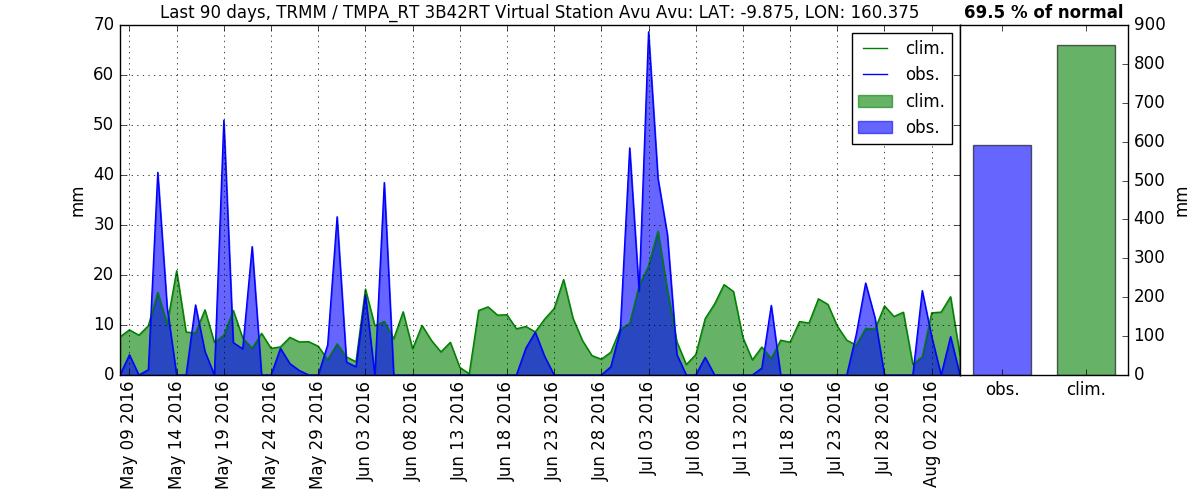 Last 90 days, TRMM / TMPA_RT 3B42RT Virtual Station Avu Avu: LAT: -9.875, LON: 160.375
69.5 % of normal
70
60
50
40
30
20
10
0
mm
clim.
obs.
clim.
obs.
900
800
700
600
500
400
300
200
100
0
mm
May 09 2016
May 14 2016
May 19 2016
May 24 2016
May 29 2016
Jun 03 2016
Jun 08 2016
Jun 13 2016
Jun 18 2016
Jun 23 2016
Jun 28 2016
Jul 03 2016
Jul 08 2016
Jul 13 2016
Jul 18 2016
Jul 23 2016
Jul 28 2016
Aug 02 2016
obs.
clim.